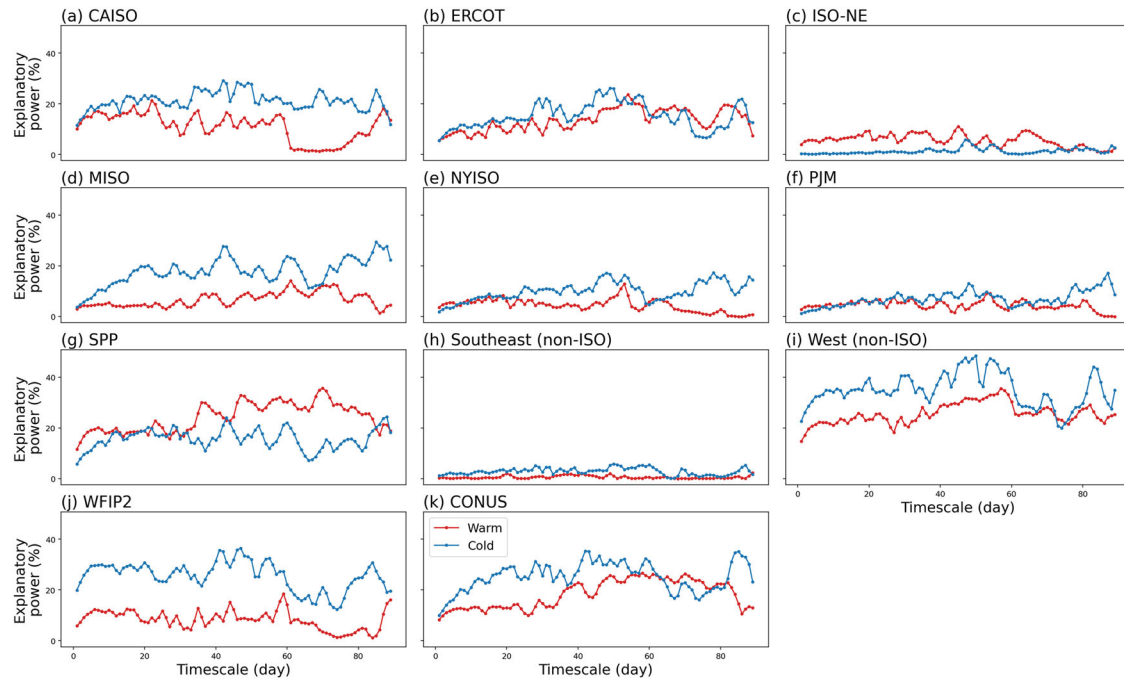 (a) CAISO
(b) ERCOT
(c) ISO-NE
Explanatory
power (%)
40
20
0
(d) MISO
(e) NYISO
(f) PJM
Explanatory
power (%)
40
20
0
(g) SPP
(h) Southeast (non-ISO)
(i) West (non-ISO)
Explanatory
power (%)
40
20
0
0 20 40 60 80
Timescale (day)
(j) WFIP2
(k) CONUS
Explanatory
power (%)
40
20
0
Warm
Cold
0 20 40 60 80
0 20 40 60 80
Timescale (day)
Timescale (day)